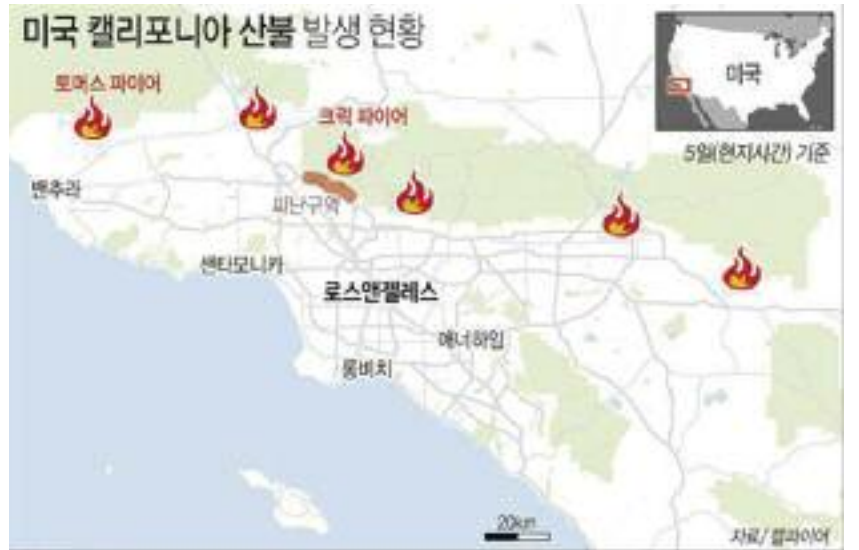 미국 캘리포니아 산불 발생 현황
미국
5일(현지시간) 기준
토머스 파이어
크릭 파이어
밴추라
피난구역
샌타모니카
로스앤젤레스
애너하임
롱비치
20km
자료/ 캘파이어